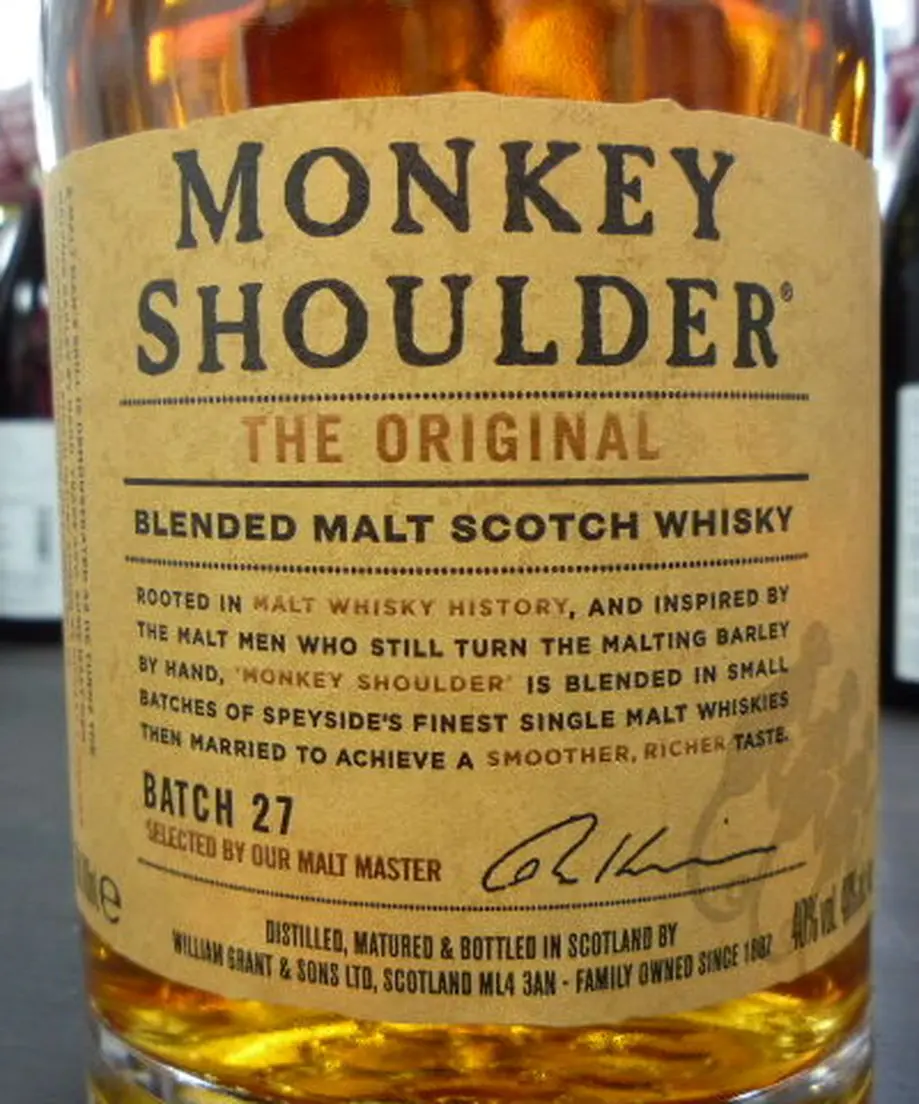 MONKEY
SHOULDER®
THE ORIGINAL
BLENDED MALT SCOTCH WHISKY
ROOTED IN MALT WHISKY HISTORY, AND INSPIRED BY
THE MALT MEN WHO STILL TURN THE MALTING BARLEY
BY HAND, 'MONKEY SHOULDER' IS BLENDED IN SMALL
BATCHES OF SPEYSIDE'S FINEST SINGLE MALT WHISKIES
THEN MARRIED TO ACHIEVE A SMOOTHER, RICHER TASTE.
BATCH 27
SELECTED BY OUR MALT MASTER
e
40% vol.
DISTILLED, MATURED & BOTTLED IN SCOTLAND BY
WILLIAM GRANT & SONS LTD, SCOTLAND ML4 3AN - FAMILY OWNED SINCE 1887